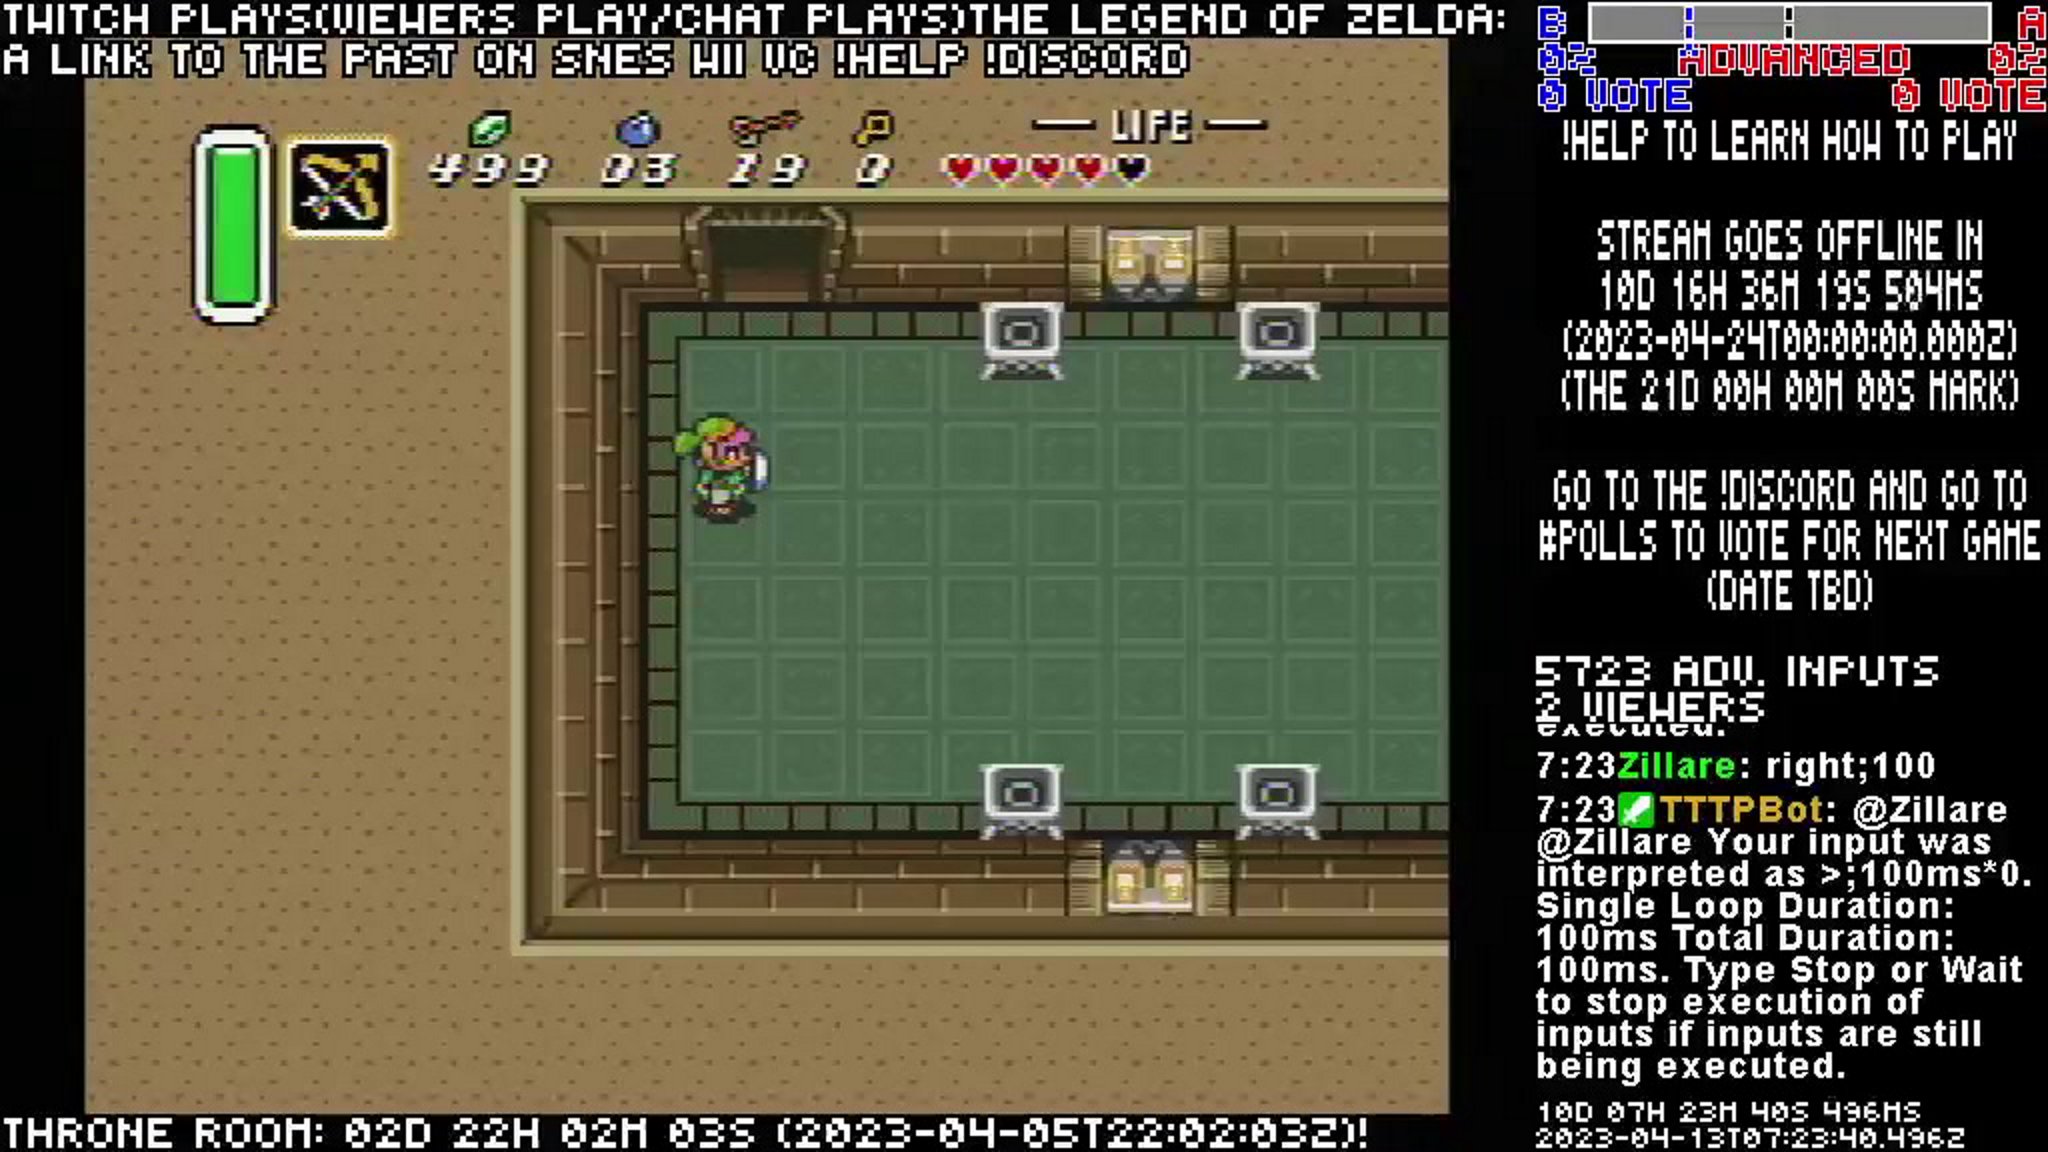 TWITCH PLAYS(VIEWERS PLAY/CHAT PLAYS)THE LEGEND OF ZELDA:
A LINK TO THE PAST ON SNES WII VC !HELP !DISCORD
499 03 19 0
LIFE
B A
0% ADVANCED 0%
0 VOTE 0 VOTE
!HELP TO LEARN HOW TO PLAY
STREAM GOES OFFLINE IN
10D 16H 36M 19S 504MS
(2023-04-24T00:00:00.000Z)
(THE 21D 00H 00M 00S MARK)
GO TO THE !DISCORD AND GO TO
#POLLS TO VOTE FOR NEXT GAME
(DATE TBD)
5723 ADV. INPUTS
2 VIEWERS
executed.
7:23Zillare: right;100
7:23TTTPBot: @Zillare
@Zillare Your input was
interpreted as >;100ms*0.
Single Loop Duration:
100ms Total Duration:
100ms. Type Stop or Wait
to stop execution of
inputs if inputs are still
being executed.
10D 07H 23M 40S 496MS
2023-04-13T07:23:40.496Z
THRONE ROOM: 02D 22H 02M 03S (2023-04-05T22:02:03Z)!